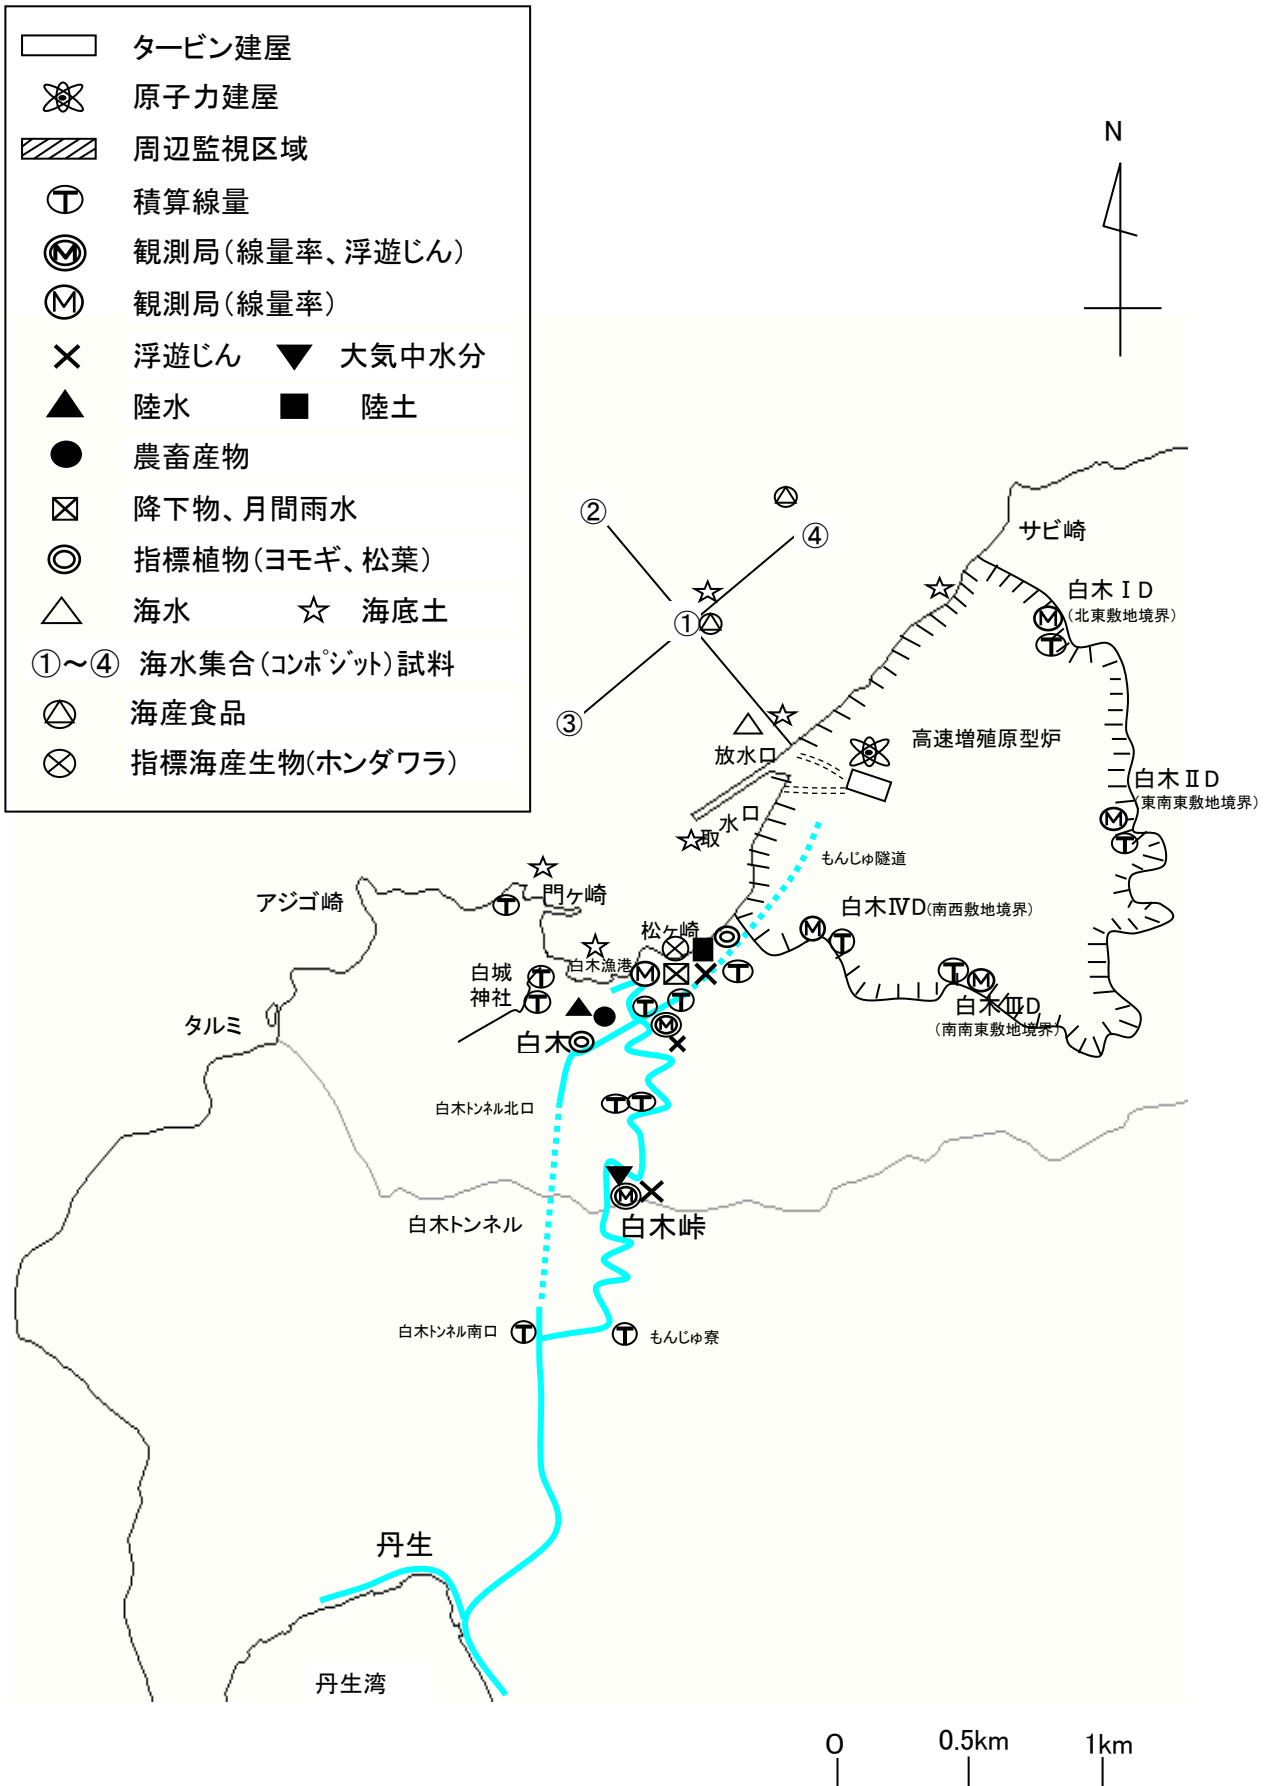 タービン建屋
原子力建屋
周辺監視区域
T 積算線量
M 観測局(線量率、浮遊じん)
M 観測局(線量率)
浮遊じん 大気中水分
陸水 陸土
農畜産物
降下物、月間雨水
指標植物(ヨモギ、松葉)
海水 海底土
①~④ 海水集合(コンポジット)試料
海産食品
指標海産生物(ホンダワラ)
N
②
④
サビ崎
①
白木ⅠD
(北東敷地境界)
M
T
③
放水口
高速増殖原型炉
白木ⅡD
(東南東敷地境界)
M
T
取水口
もんじゅ隧道
アジゴ崎
門ヶ崎
T
白木ⅣD(南西敷地境界)
M
T
松ヶ崎
白木漁港
M
T
白城
神社
T
T
T
M
白木ⅢD
(南南東敷地境界)
T
T
M
タルミ
白木
白木トンネル北口
T
T
M
白木トンネル
白木峠
白木トンネル南口
T
T
もんじゅ寮
丹生
丹生湾
0
0.5km
1km